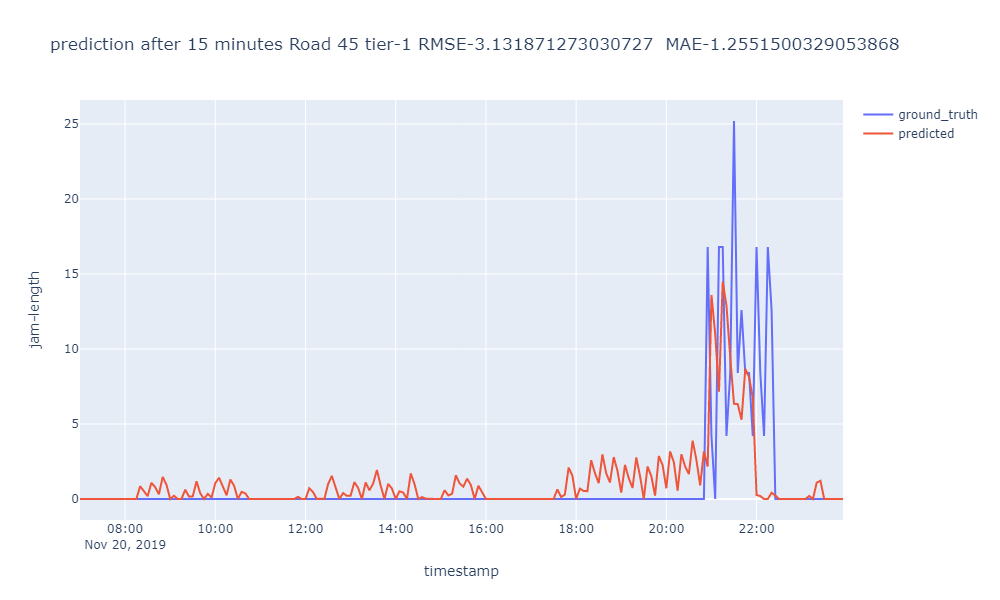 prediction after 15 minutes Road 45 tier-1 RMSE-3.131871273030727  MAE-1.2551500329053868
ground_truth
predicted
25
20
15
10
5
0
jam-length
08:00 10:00 12:00 14:00 16:00 18:00 20:00 22:00
Nov 20, 2019
timestamp